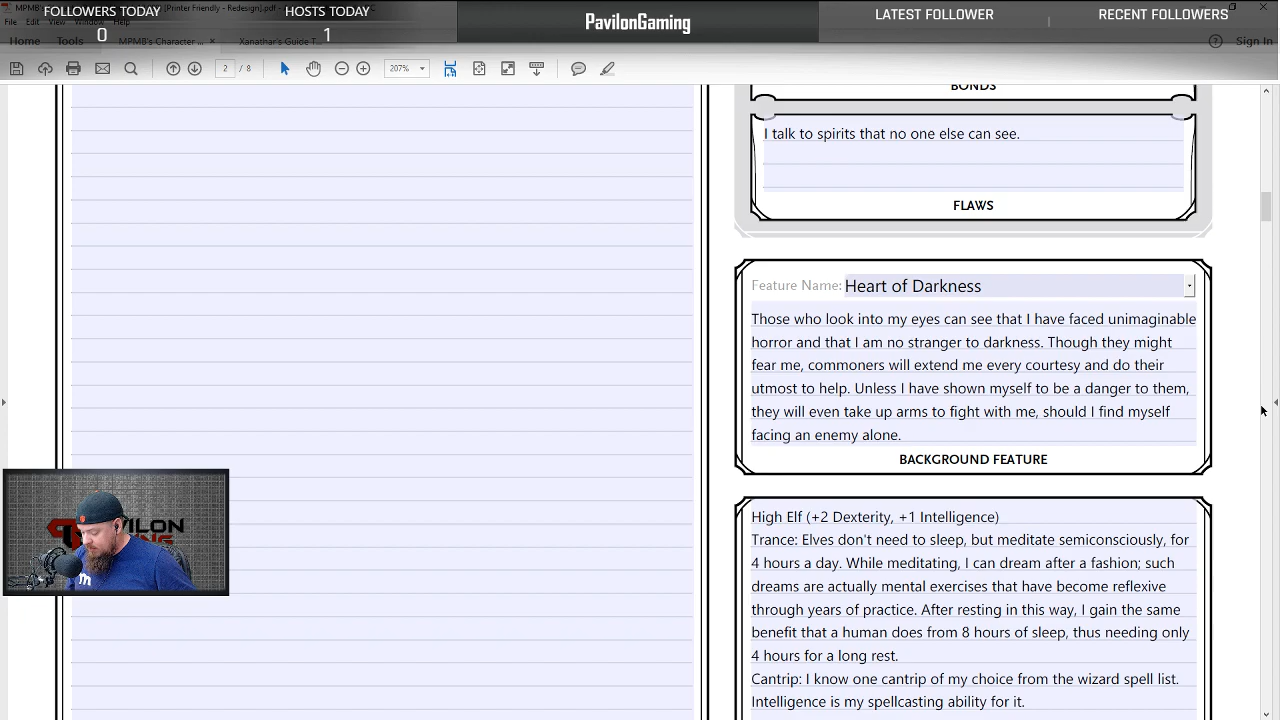 FOLLOWERS TODAY
0
HOSTS TODAY
1
PavilonGaming
LATEST FOLLOWER
RECENT FOLLOWERS
Home
Tools
MPMB's Character ...
Xanathar's Guide T...
Sign In
2 / 8
207%
BONDS
I talk to spirits that no one else can see.
FLAWS
Feature Name: Heart of Darkness
Those who look into my eyes can see that I have faced unimaginable
horror and that I am no stranger to darkness. Though they might
fear me, commoners will extend me every courtesy and do their
utmost to help. Unless I have shown myself to be a danger to them,
they will even take up arms to fight with me, should I find myself
facing an enemy alone.
BACKGROUND FEATURE
High Elf (+2 Dexterity, +1 Intelligence)
Trance: Elves don't need to sleep, but meditate semiconsciously, for
4 hours a day. While meditating, I can dream after a fashion; such
dreams are actually mental exercises that have become reflexive
through years of practice. After resting in this way, I gain the same
benefit that a human does from 8 hours of sleep, thus needing only
4 hours for a long rest.
Cantrip: I know one cantrip of my choice from the wizard spell list.
Intelligence is my spellcasting ability for it.